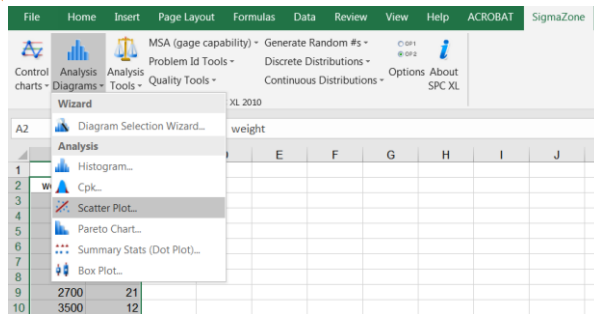 File Home Insert Page Layout Formulas Data Review View Help ACROBAT SigmaZone
Control charts Analysis Diagrams Analysis Tools
MSA (gage capability) Generate Random #s OPT OPT
Problem Id Tools Discrete Distributions
Quality Tools Continuous Distributions Options About SPC XL
XL 2010
Wizard
A2 weight
Diagram Selection Wizard...
Analysis
E F G H I J
Histogram...
1
2
Cpk...
3
Scatter Plot...
4
5 Pareto Chart...
6 Summary Stats (Dot Plot)...
7
8 Box Plot...
9 2700 21
10 3500 12